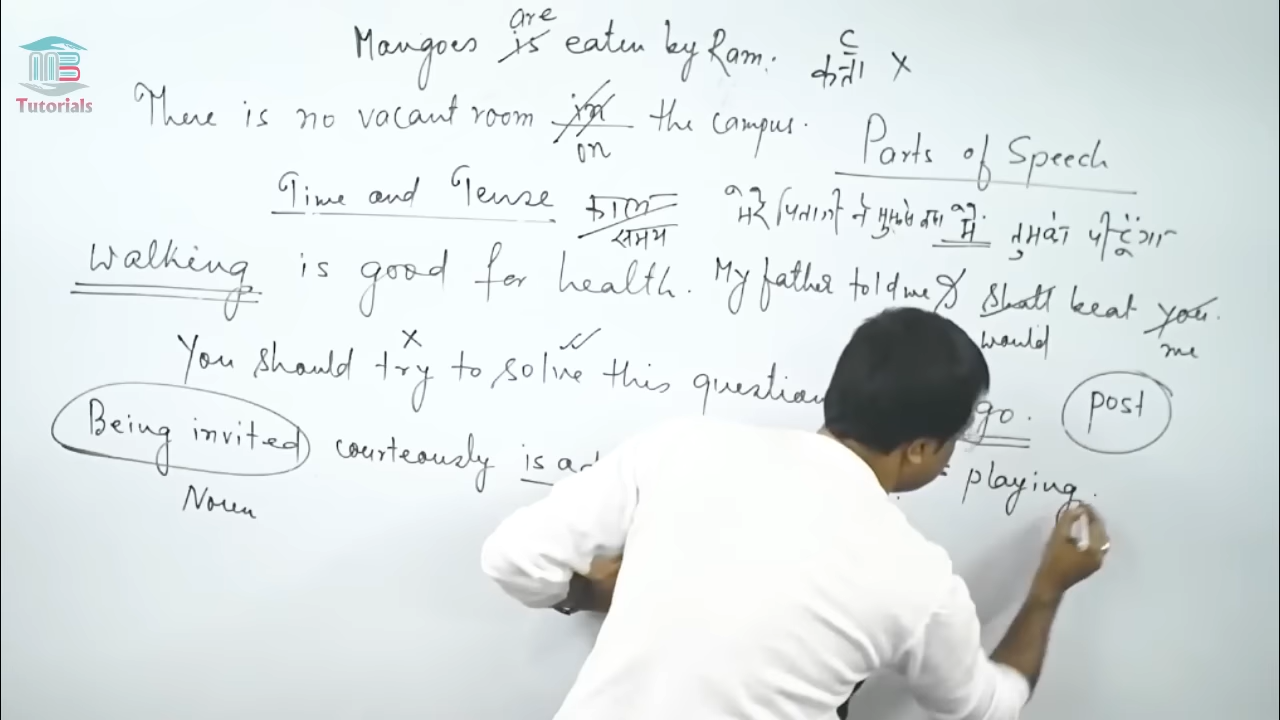 MB
Tutorials
are
Mangoes is eaten by Ram.
C
कर्ता ×
There is no vacant room in the campus.
on
Parts of Speech
Time and Tense काल
समय
मेरे पिताजी ने मुझसे कहा मैं तुमको पीटूंगा
Walking is good for health. My father told me I shall beat you.
would me
× ✓
You should try to solve this question go. post
Being invited courteously is playing.
Noun